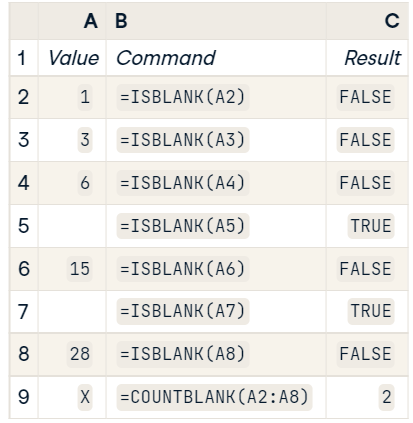 A B C
1 Value Command Result
2 1 =ISBLANK(A2) FALSE
3 3 =ISBLANK(A3) FALSE
4 6 =ISBLANK(A4) FALSE
5 =ISBLANK(A5) TRUE
6 15 =ISBLANK(A6) FALSE
7 =ISBLANK(A7) TRUE
8 28 =ISBLANK(A8) FALSE
9 X =COUNTBLANK(A2:A8) 2